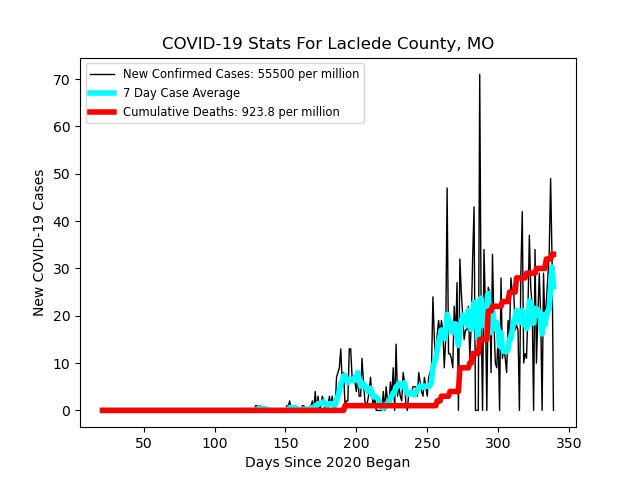 COVID-19 Stats For Laclede County, MO
New Confirmed Cases: 55500 per million
7 Day Case Average
Cumulative Deaths: 923.8 per million
New COVID-19 Cases
70
60
50
40
30
20
10
0
50 100 150 200 250 300 350
Days Since 2020 Began